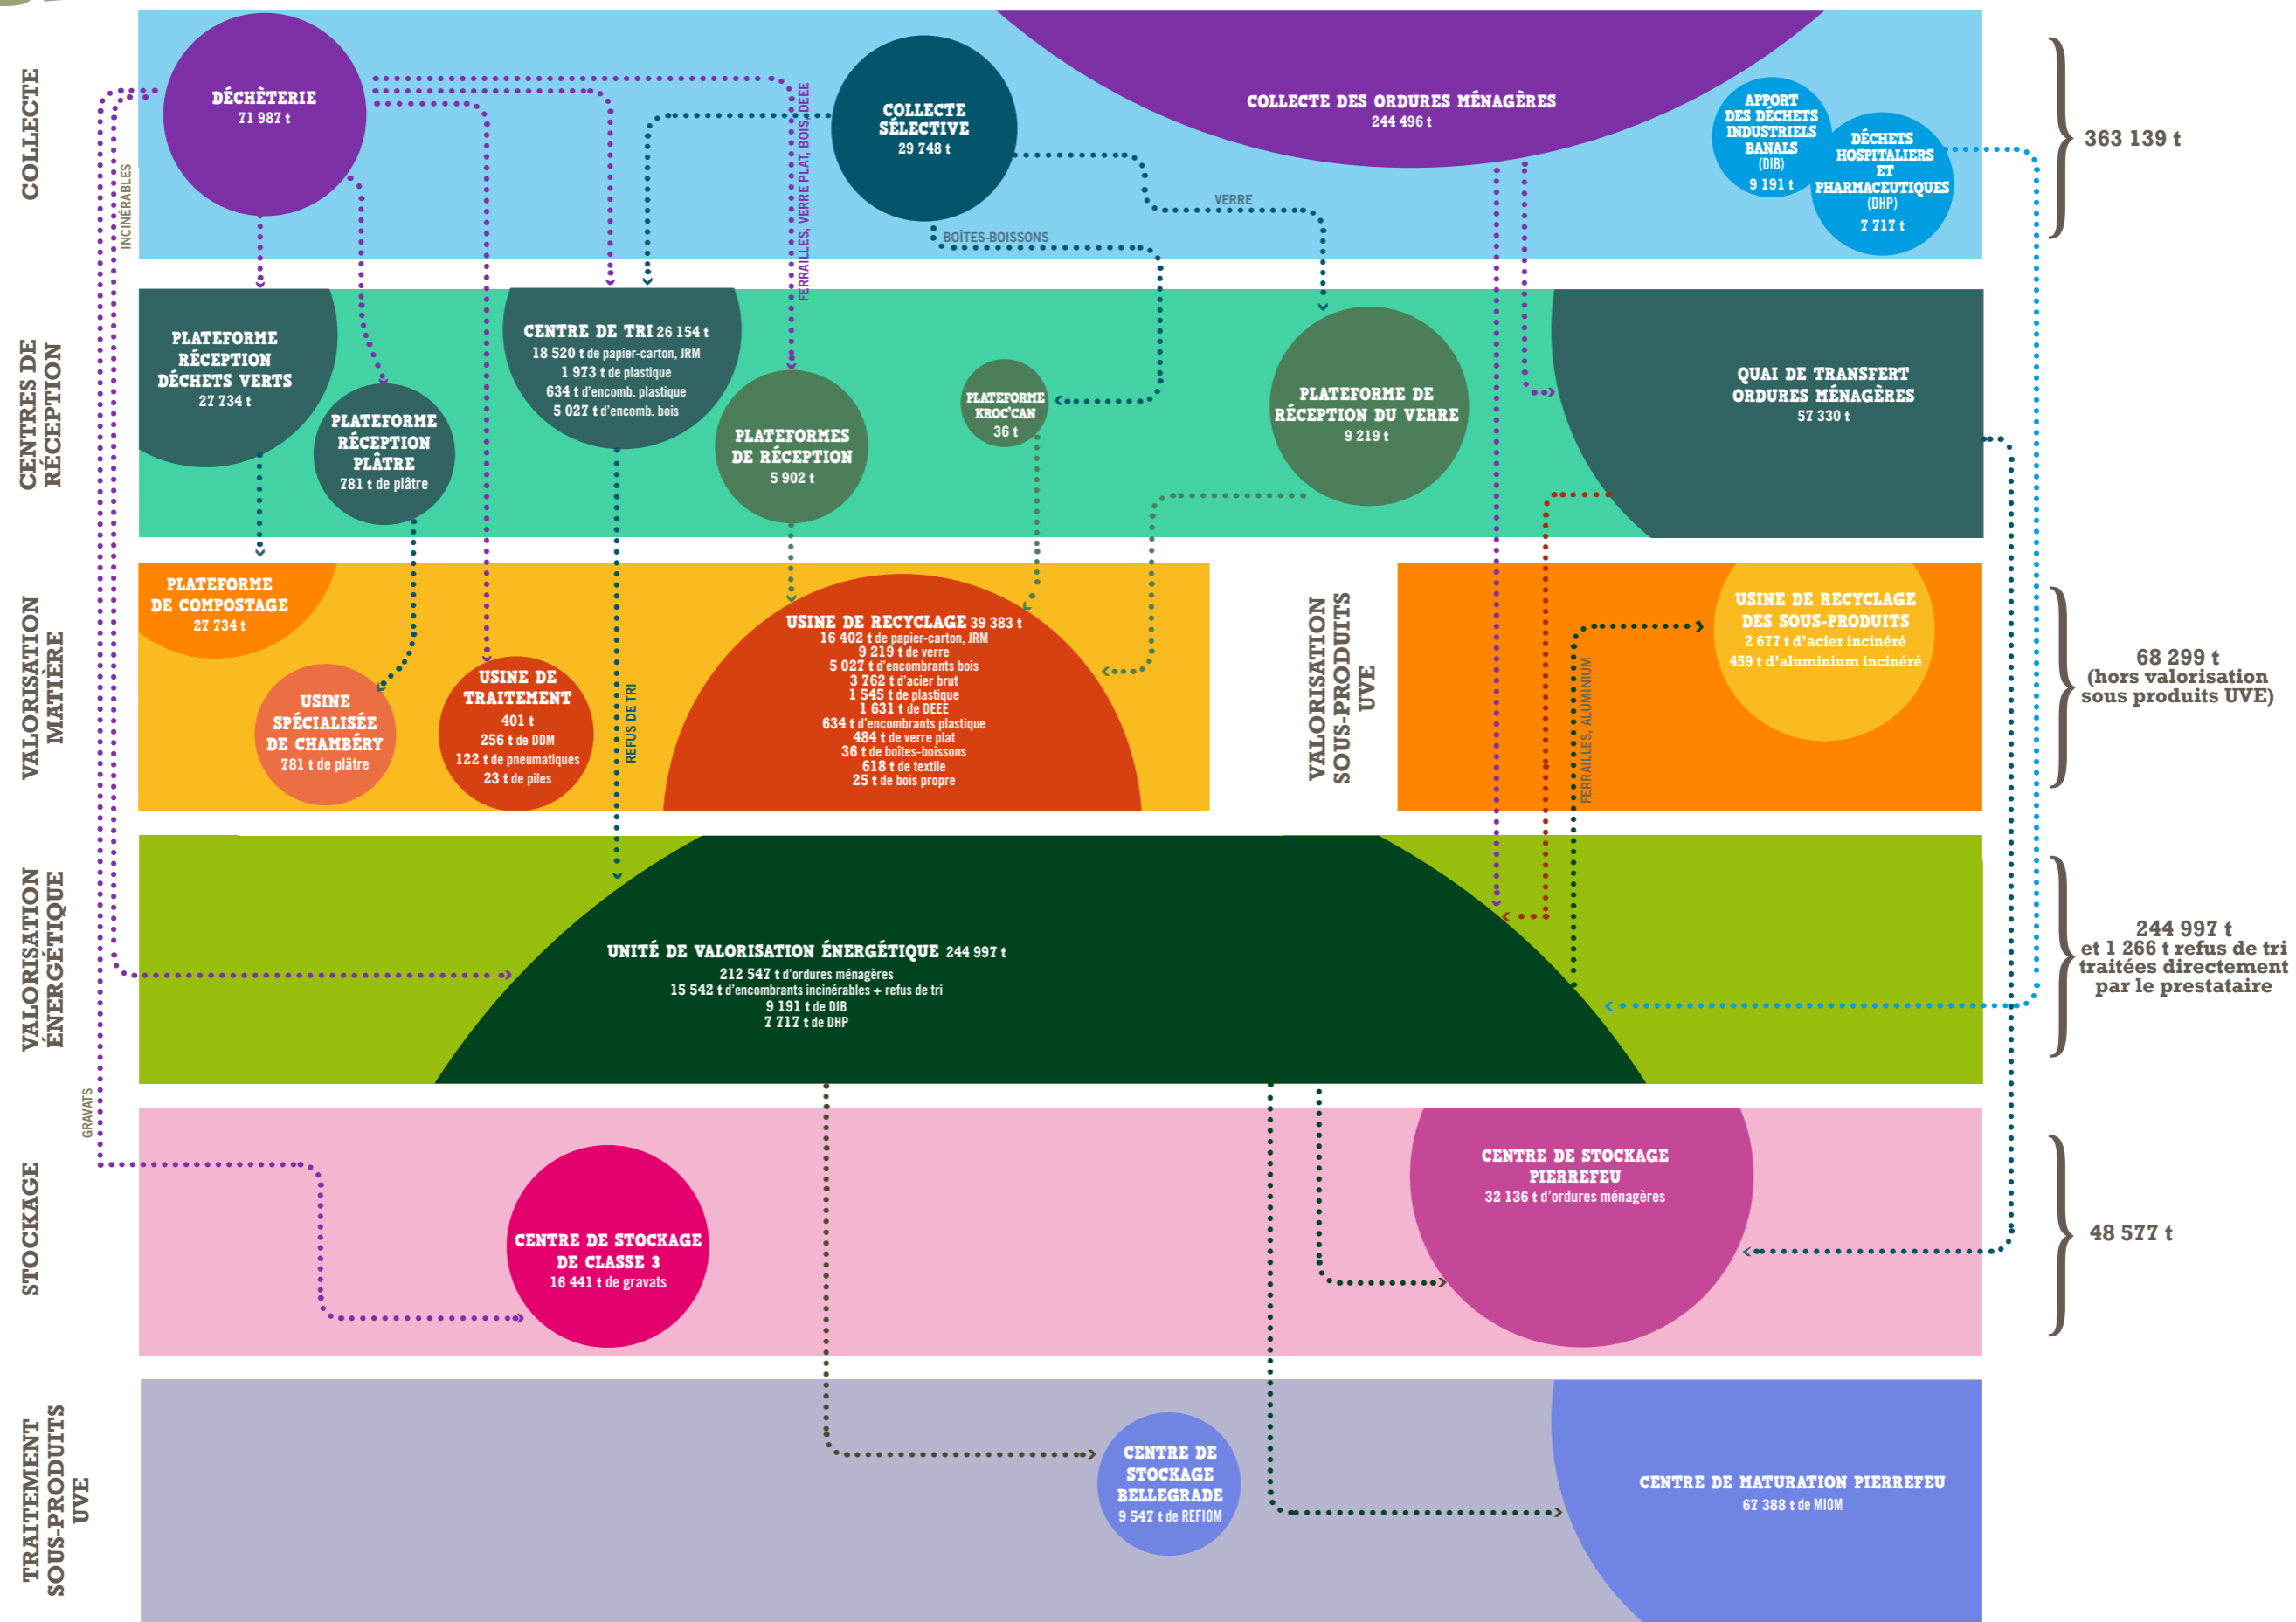 COLLECTE
DÉCHÈTERIE
71 987 t
INCINÉRABLES
FERRAILLES, VERRE PLAT, BOIS, DEEE
COLLECTE
SÉLECTIVE
29 748 t
BOÎTES-BOISSONS
VERRE
COLLECTE DES ORDURES MÉNAGÈRES
244 496 t
APPORT
DES DÉCHETS
INDUSTRIELS
BANALS
(DIB)
9 191 t
DÉCHETS
HOSPITALIERS
ET
PHARMACEUTIQUES
(DHP)
7 717 t
363 139 t
CENTRES DE
RÉCEPTION
PLATEFORME
RÉCEPTION
DÉCHETS VERTS
27 734 t
PLATEFORME
RÉCEPTION
PLÂTRE
781 t de plâtre
CENTRE DE TRI 26 154 t
18 520 t de papier-carton, JRM
1 973 t de plastique
634 t d'encomb. plastique
5 027 t d'encomb. bois
PLATEFORMES
DE RÉCEPTION
5 902 t
PLATEFORME
KROC'CAN
36 t
PLATEFORME DE
RÉCEPTION DU VERRE
9 219 t
QUAI DE TRANSFERT
ORDURES MÉNAGÈRES
57 330 t
VALORISATION
MATIÈRE
PLATEFORME
DE COMPOSTAGE
27 734 t
USINE
SPÉCIALISÉE
DE CHAMBÉRY
781 t de plâtre
USINE DE
TRAITEMENT
401 t
256 t de DDM
122 t de pneumatiques
23 t de piles
REFUS DE TRI
USINE DE RECYCLAGE 39 383 t
16 402 t de papier-carton, JRM
9 219 t de verre
5 027 t d'encombrants bois
3 762 t d'acier brut
1 545 t de plastique
1 631 t de DEEE
634 t d'encombrants plastique
484 t de verre plat
36 t de boîtes-boissons
618 t de textile
25 t de bois propre
VALORISATION
SOUS-PRODUITS
UVE
FERRAILLES, ALUMINIUM
USINE DE RECYCLAGE
DES SOUS-PRODUITS
2 677 t d'acier incinéré
459 t d'aluminium incinéré
68 299 t
(hors valorisation
sous produits UVE)
VALORISATION
ÉNERGÉTIQUE
UNITÉ DE VALORISATION ÉNERGÉTIQUE 244 997 t
212 547 t d'ordures ménagères
15 542 t d'encombrants incinérables + refus de tri
9 191 t de DIB
7 717 t de DHP
244 997 t
et 1 266 t refus de tri
traitées directement
par le prestataire
GRAVATS
STOCKAGE
CENTRE DE STOCKAGE
DE CLASSE 3
16 441 t de gravats
CENTRE DE STOCKAGE
PIERREFEU
32 136 t d'ordures ménagères
48 577 t
TRAITEMENT
SOUS-PRODUITS
UVE
CENTRE DE
STOCKAGE
BELLEGRADE
9 547 t de REFIOM
CENTRE DE MATURATION PIERREFEU
67 388 t de MIOM